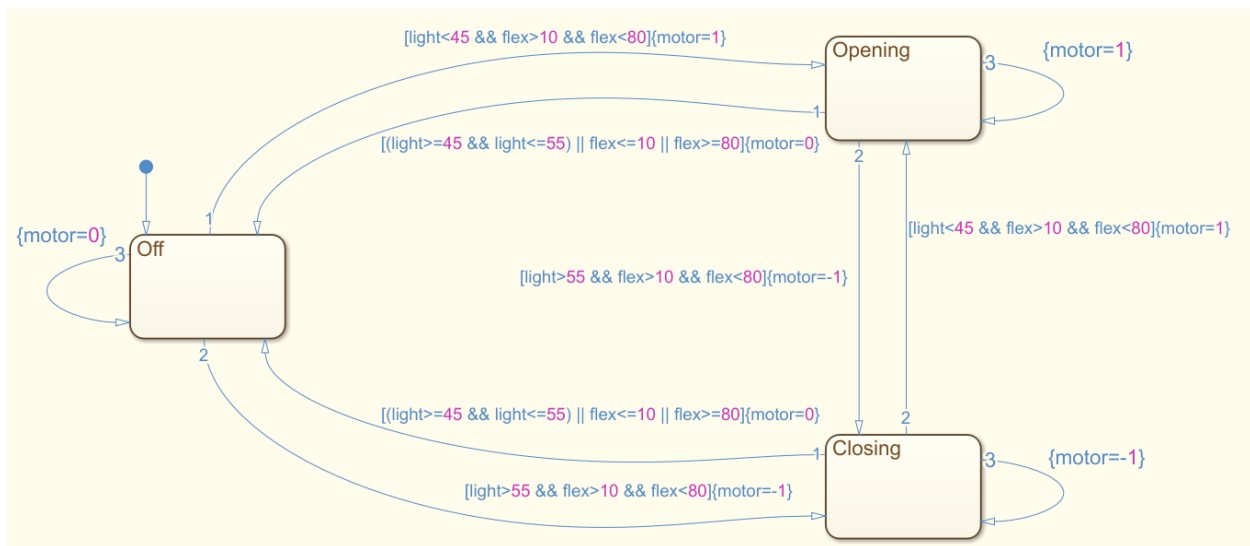 [light<45 && flex>10 && flex<80]{motor=1}
Opening
3
{motor=1}
1
[(light>=45 && light<=55) || flex<=10 || flex>=80]{motor=0}
2
1
[light<45 && flex>10 && flex<80]{motor=1}
{motor=0}
3
Off
[light>55 && flex>10 && flex<80]{motor=-1}
2
[(light>=45 && light<=55) || flex<=10 || flex>=80]{motor=0}
2
1
Closing
3
{motor=-1}
[light>55 && flex>10 && flex<80]{motor=-1}